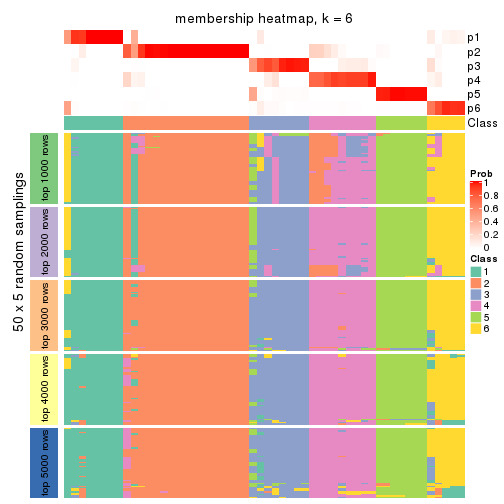 membership heatmap, k = 6
p1
p2
p3
p4
p5
p6
Class
50 x 5 random samplings
top 1000 rows
top 2000 rows
top 3000 rows
top 4000 rows
top 5000 rows
Prob
1
0.8
0.6
0.4
0.2
0
Class
1
2
3
4
5
6